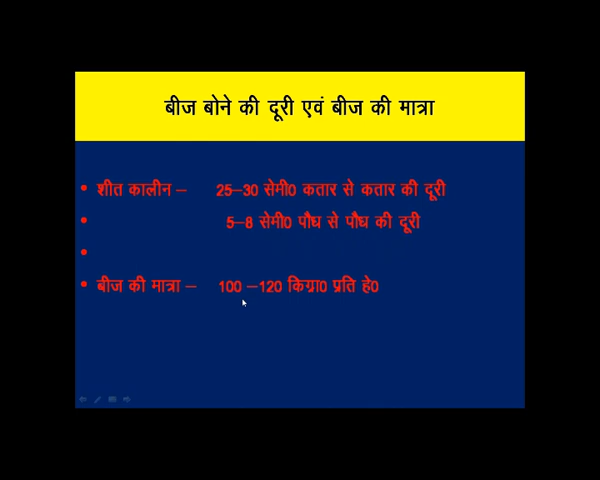 बीज बोने की दूरी एवं बीज की मात्रा
• शीत कालीन – 25–30 सेमी0 कतार से कतार की दूरी
• 5–8 सेमी0 पौध से पौध की दूरी
•
• बीज की मात्रा – 100 –120 किग्रा0 प्रति हे0